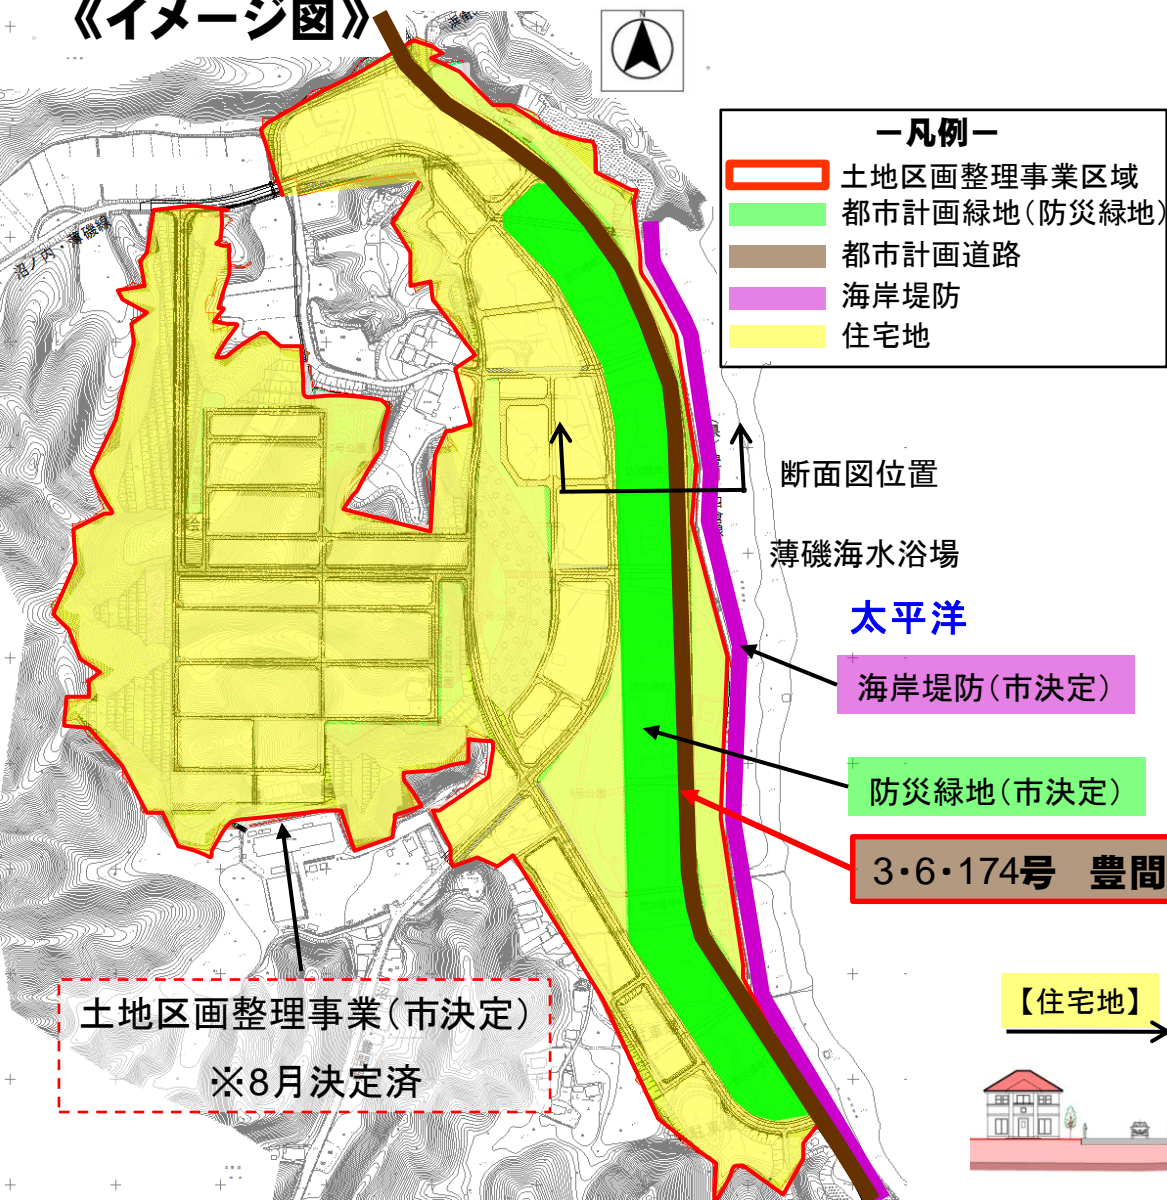 《イメージ図》
N
－凡例－
土地区画整理事業区域
都市計画緑地(防災緑地)
都市計画道路
海岸堤防
住宅地
沼ノ内・薄磯線
断面図位置
薄磯海水浴場
太平洋
海岸堤防(市決定)
防災緑地(市決定)
3・6・174号 豊間
土地区画整理事業(市決定)
※8月決定済
【住宅地】